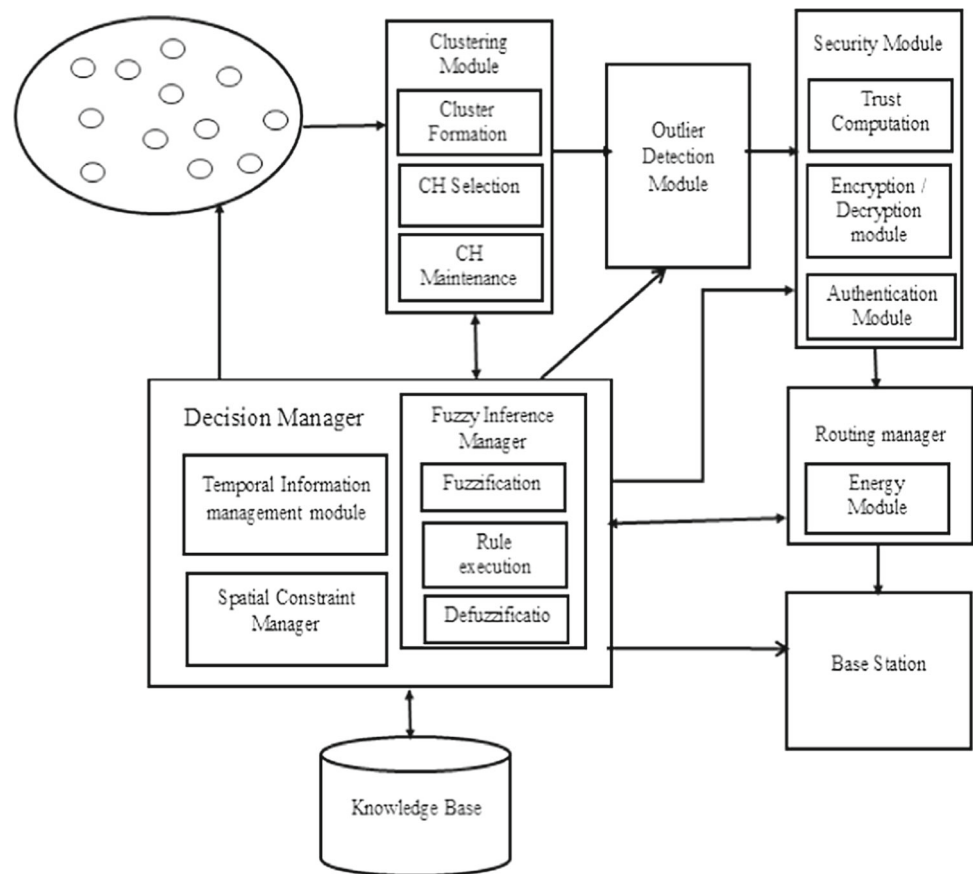 Clustering
Module
Cluster
Formation
CH Selection
CH
Maintenance
Outlier
Detection
Module
Security Module
Trust
Computation
Encryption /
Decryption
module
Authentication
Module
Decision Manager
Temporal Information
management module
Spatial Constraint
Manager
Fuzzy Inference
Manager
Fuzzification
Rule
execution
Defuzzificatio
Routing manager
Energy
Module
Base Station
Knowledge Base